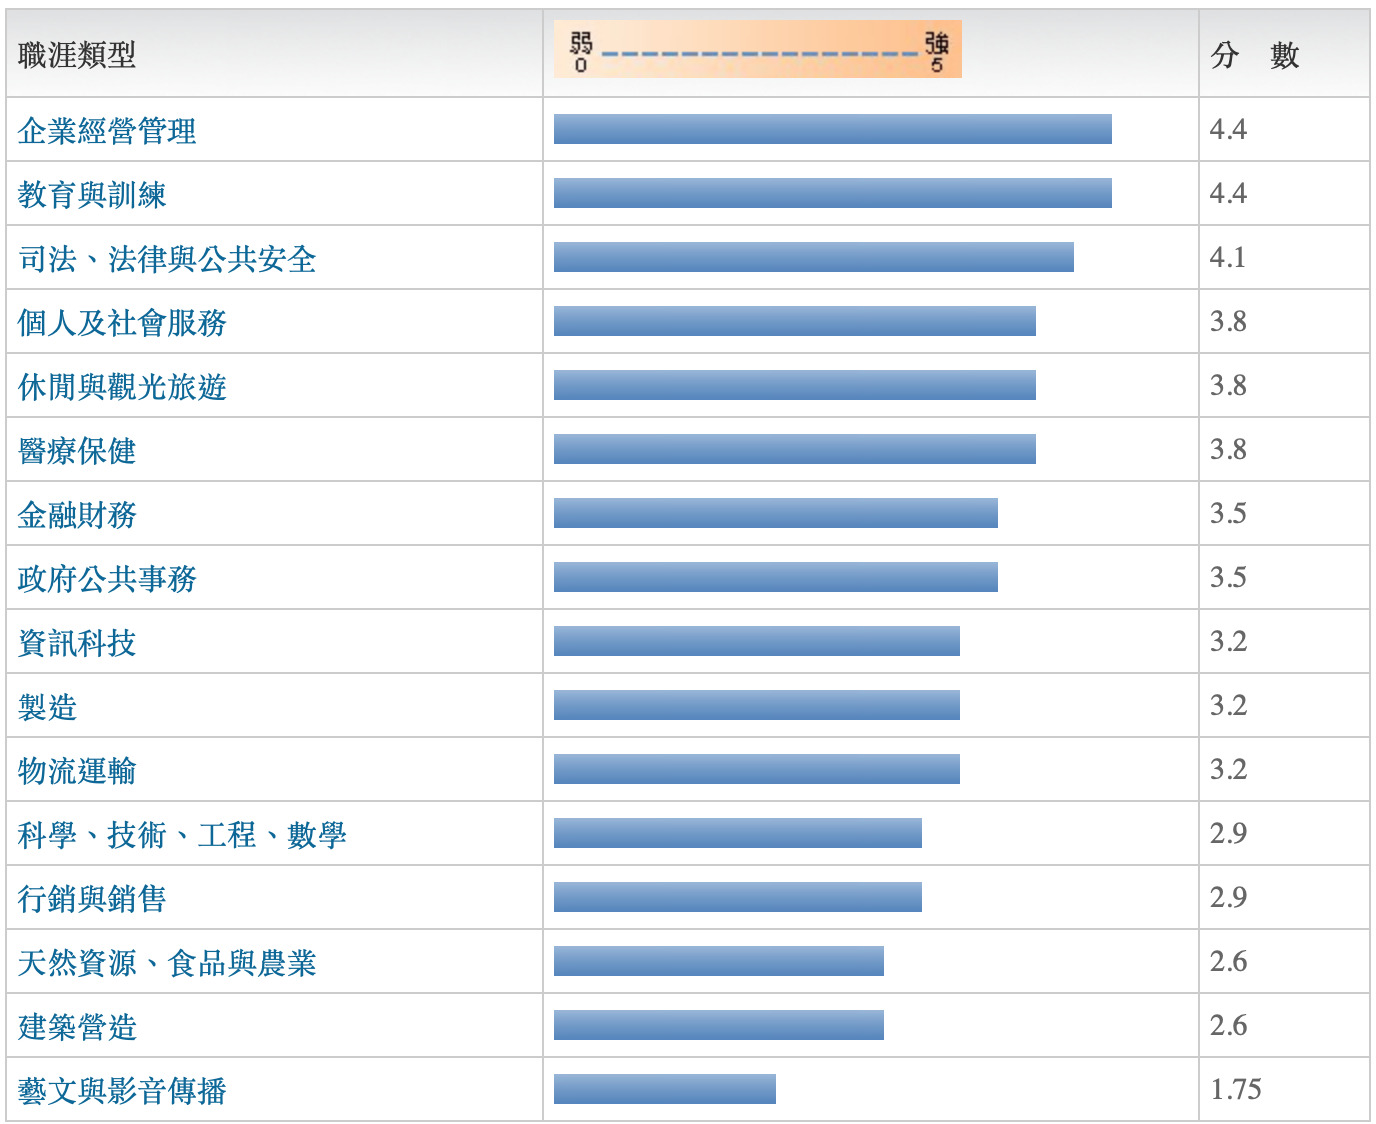 職涯類型 弱 強 分 數
0 5
企業經營管理 4.4
教育與訓練 4.4
司法、法律與公共安全 4.1
個人及社會服務 3.8
休閒與觀光旅遊 3.8
醫療保健 3.8
金融財務 3.5
政府公共事務 3.5
資訊科技 3.2
製造 3.2
物流運輸 3.2
科學、技術、工程、數學 2.9
行銷與銷售 2.9
天然資源、食品與農業 2.6
建築營造 2.6
藝文與影音傳播 1.75